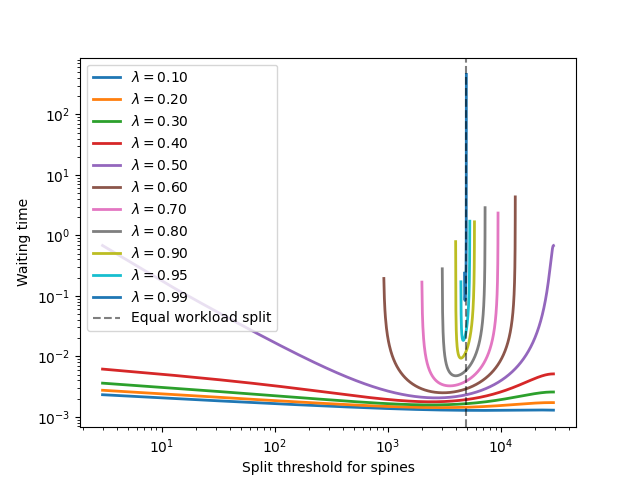 λ = 0.10
λ = 0.20
λ = 0.30
λ = 0.40
λ = 0.50
λ = 0.60
λ = 0.70
λ = 0.80
λ = 0.90
λ = 0.95
λ = 0.99
Equal workload split
Waiting time
10²
10¹
10⁰
10⁻¹
10⁻²
10⁻³
10¹ 10² 10³ 10⁴
Split threshold for spines